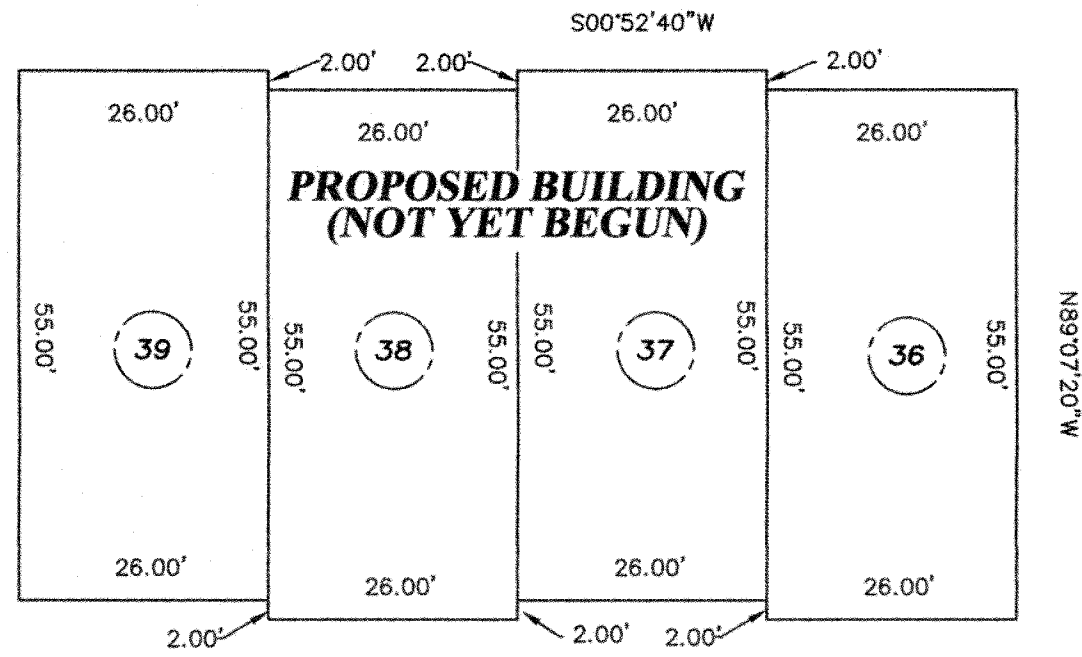 S00°52'40"W
2.00' 2.00' 2.00'
26.00' 26.00' 26.00' 26.00'
PROPOSED BUILDING
(NOT YET BEGUN)
55.00' 39 55.00' 55.00' 38 55.00' 55.00' 37 55.00' 55.00' 36 55.00'
N89°07'20"W
26.00' 26.00' 26.00' 26.00'
2.00' 2.00' 2.00'